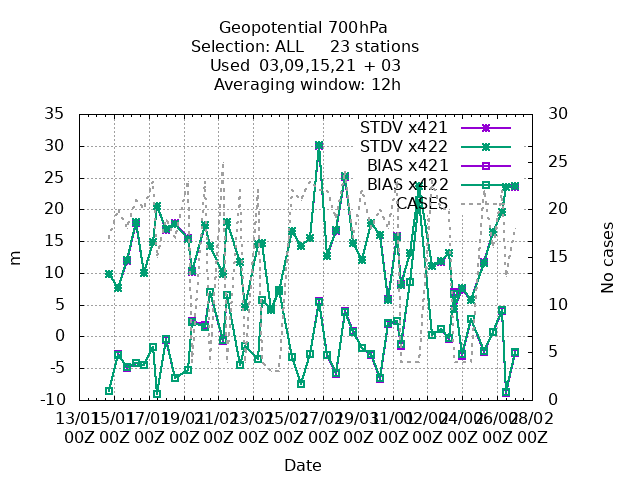 Geopotential 700hPa
Selection: ALL 23 stations
Used 03,09,15,21 + 03
Averaging window: 12h
STDV x421
STDV x422
BIAS x421
BIAS x422
CASES
m
35
30
25
20
15
10
5
0
-5
-10
No cases
30
25
20
15
10
5
0
13/01 15/01 17/01 19/01 21/01 23/01 25/01 27/01 29/01 31/01 02/02 04/02 26/02 28/02
00Z 00Z 00Z 00Z 00Z 00Z 00Z 00Z 00Z 00Z 00Z 00Z 00Z 00Z
Date